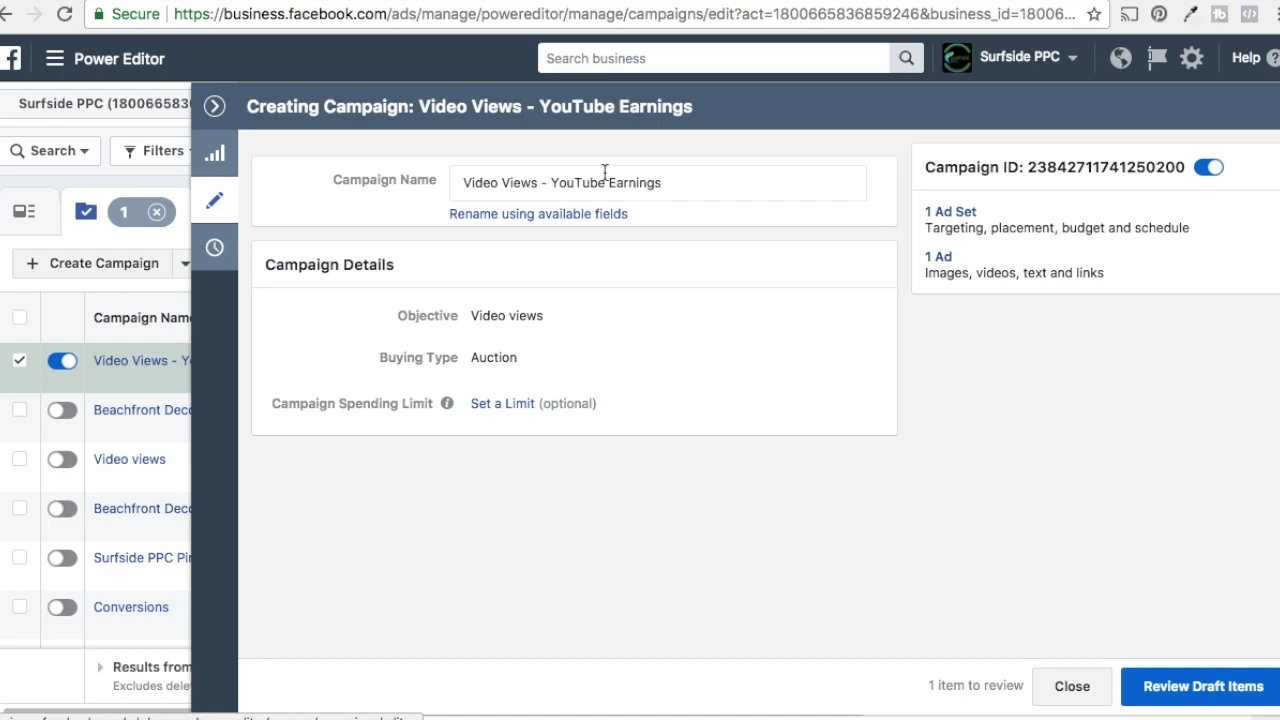 Secure
https://business.facebook.com/ads/manage/powereditor/manage/campaigns/edit?act=1800665836859246&business_id=18006...
Power Editor
Search business
Surfside PPC
Help
Surfside PPC (180066583
Creating Campaign: Video Views - YouTube Earnings
Search
Filters
Campaign Name
Video Views - YouTube Earnings
Rename using available fields
Campaign ID: 23842711741250200
1 Ad Set
Targeting, placement, budget and schedule
1 Ad
Images, videos, text and links
1
+ Create Campaign
Campaign Details
Campaign Nam
Objective
Video views
Buying Type
Auction
Video Views - Y
Campaign Spending Limit
Set a Limit (optional)
Beachfront Deco
Video views
Beachfront Deco
Surfside PPC Pi
Conversions
Results from
Excludes dele
1 item to review
Close
Review Draft Items